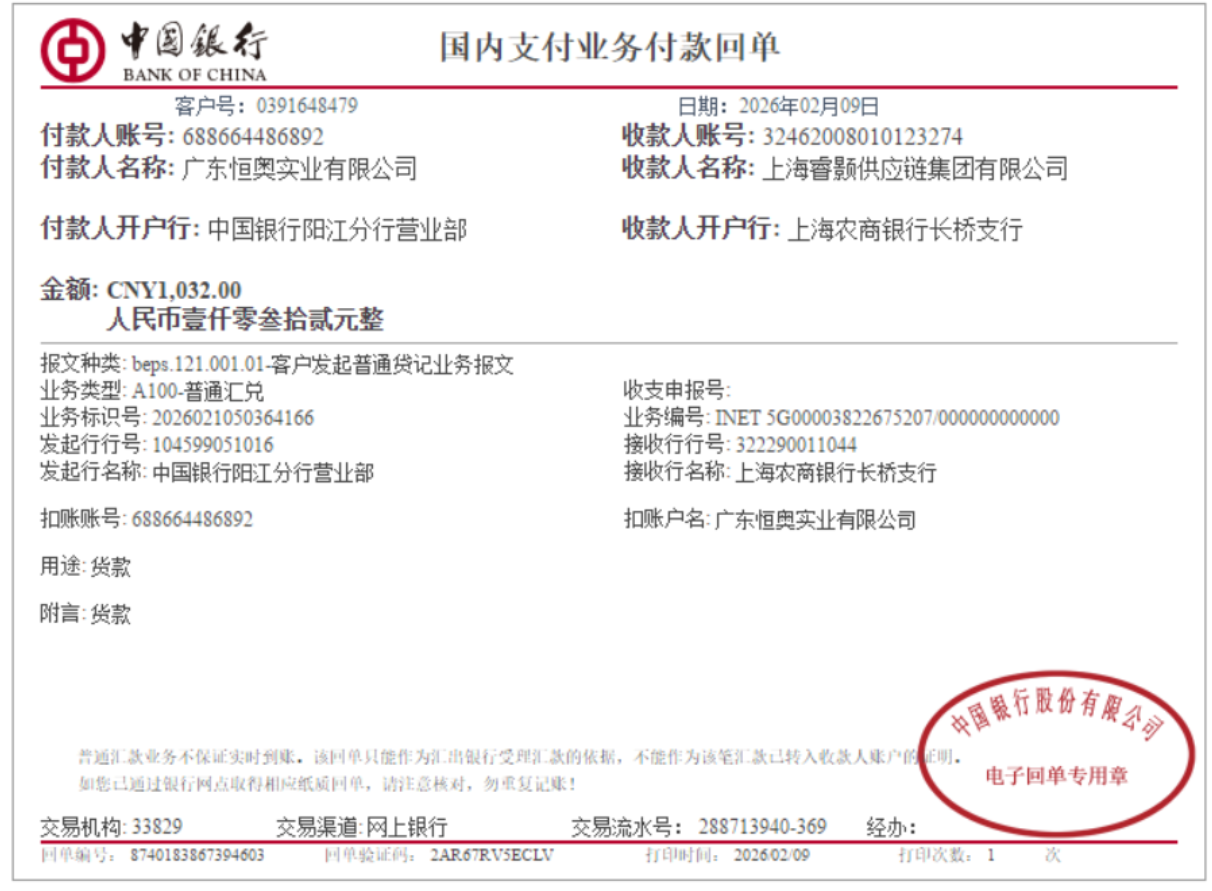 中国银行
BANK OF CHINA
国内支付业务付款回单
客户号：0391648479 日期：2026年02月09日
付款人账号：688664486892 收款人账号：32462008010123274
付款人名称：广东恒奥实业有限公司 收款人名称：上海睿颢供应链集团有限公司
付款人开户行：中国银行阳江分行营业部 收款人开户行：上海农商银行长桥支行
金额：CNY1,032.00
人民币壹仟零叁拾贰元整
报文种类：beps.121.001.01-客户发起普通贷记业务报文
业务类型：A100-普通汇兑 收支申报号：
业务标识号：2026021050364166 业务编号：INET 5G00003822675207/000000000000
发起行行号：104599051016 接收行行号：322290011044
发起行名称：中国银行阳江分行营业部 接收行名称：上海农商银行长桥支行
扣账账号：688664486892 扣账户名：广东恒奥实业有限公司
用途：货款
附言：货款
中国银行股份有限公司
电子回单专用章
普通汇款业务不保证实时到账。该回单只能作为汇出银行受理汇款的依据，不能作为该笔汇款已转入收款人账户的证明。
如您已通过银行网点取得相应纸质回单，请注意核对，勿重复记账！
交易机构：33829 交易渠道：网上银行 交易流水号：288713940-369 经办：
回单编号：8740183867394603 回单验证码：2AR67RV5ECLV 打印时间：2026/02/09 打印次数：1 次